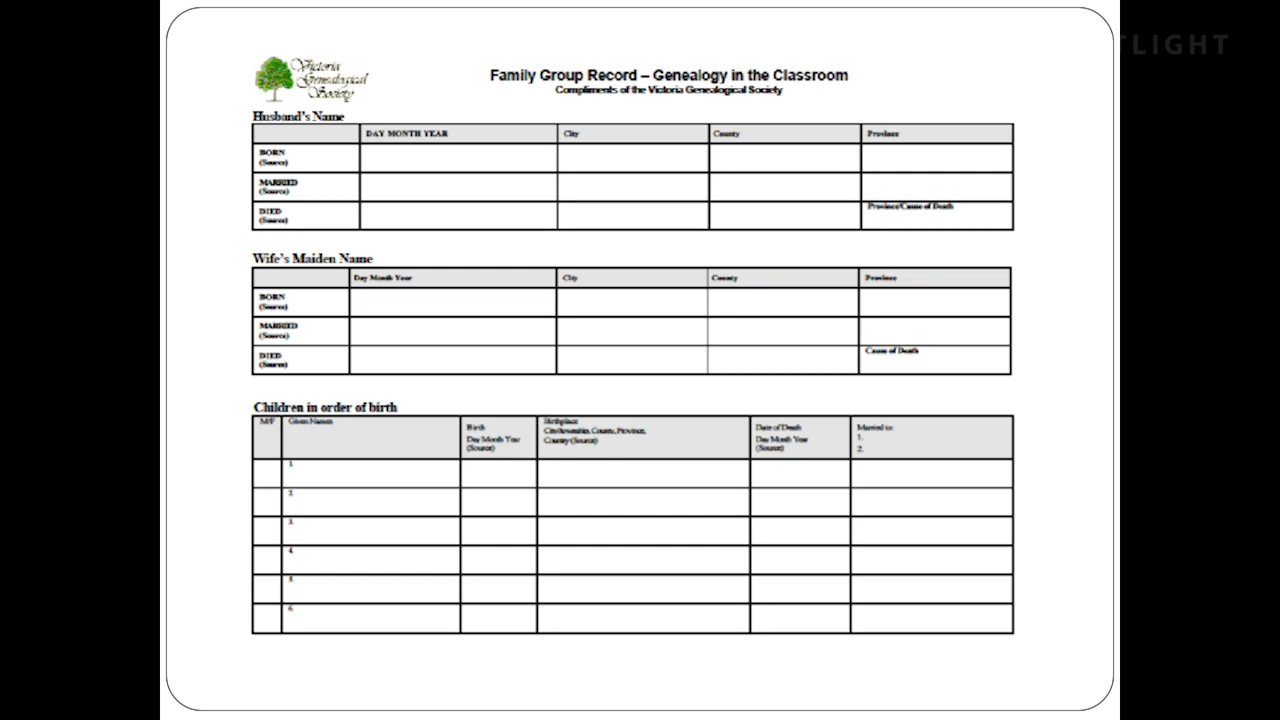 TLIGHT
Victoria
Genealogical
Society
Family Group Record – Genealogy in the Classroom
Compliments of the Victoria Genealogical Society
Husband's Name
DAY MONTH YEAR City County Province
BORN
(Source)
MARRIED
(Source)
DIED Province/Cause of Death
(Source)
Wife's Maiden Name
Day Month Year City County Province
BORN
(Source)
MARRIED
(Source)
DIED Cause of Death
(Source)
Children in order of birth
M/F Given Names Birth Birthplace Date of Death Married to:
Day Month Year City/township, County, Province, Day Month Year 1.
(Source) Country (Source) (Source) 2.
1.
2.
3.
4.
5.
6.